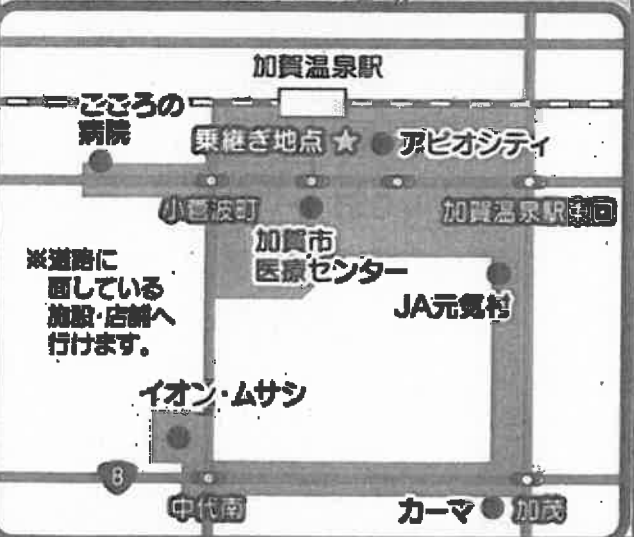 加賀温泉駅
こころの
病院
乗継ぎ地点 ★
アビオシティ
小菅波町
加賀温泉駅東回
加賀市
医療センター
※道路に
面している
施設・店舗へ
行けます。
JA元気村
イオン・ムサシ
8
中代南
カーマ
加茂